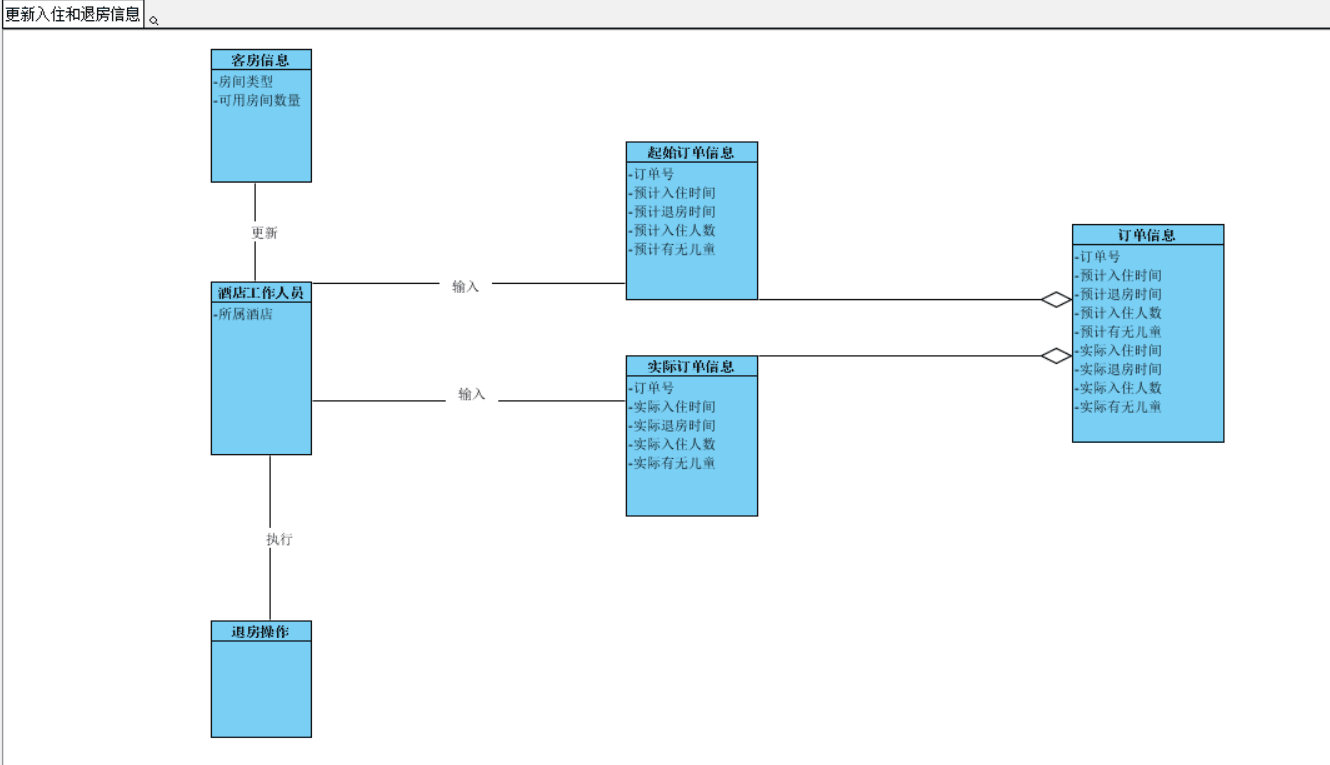 更新入住和退房信息
客房信息
-房间类型
-可用房间数量
更新
酒店工作人员
-所属酒店
输入
输入
执行
退房操作
起始订单信息
-订单号
-预计入住时间
-预计退房时间
-预计入住人数
-预计有无儿童
实际订单信息
-订单号
-实际入住时间
-实际退房时间
-实际入住人数
-实际有无儿童
订单信息
-订单号
-预计入住时间
-预计退房时间
-预计入住人数
-预计有无儿童
-实际入住时间
-实际退房时间
-实际入住人数
-实际有无儿童